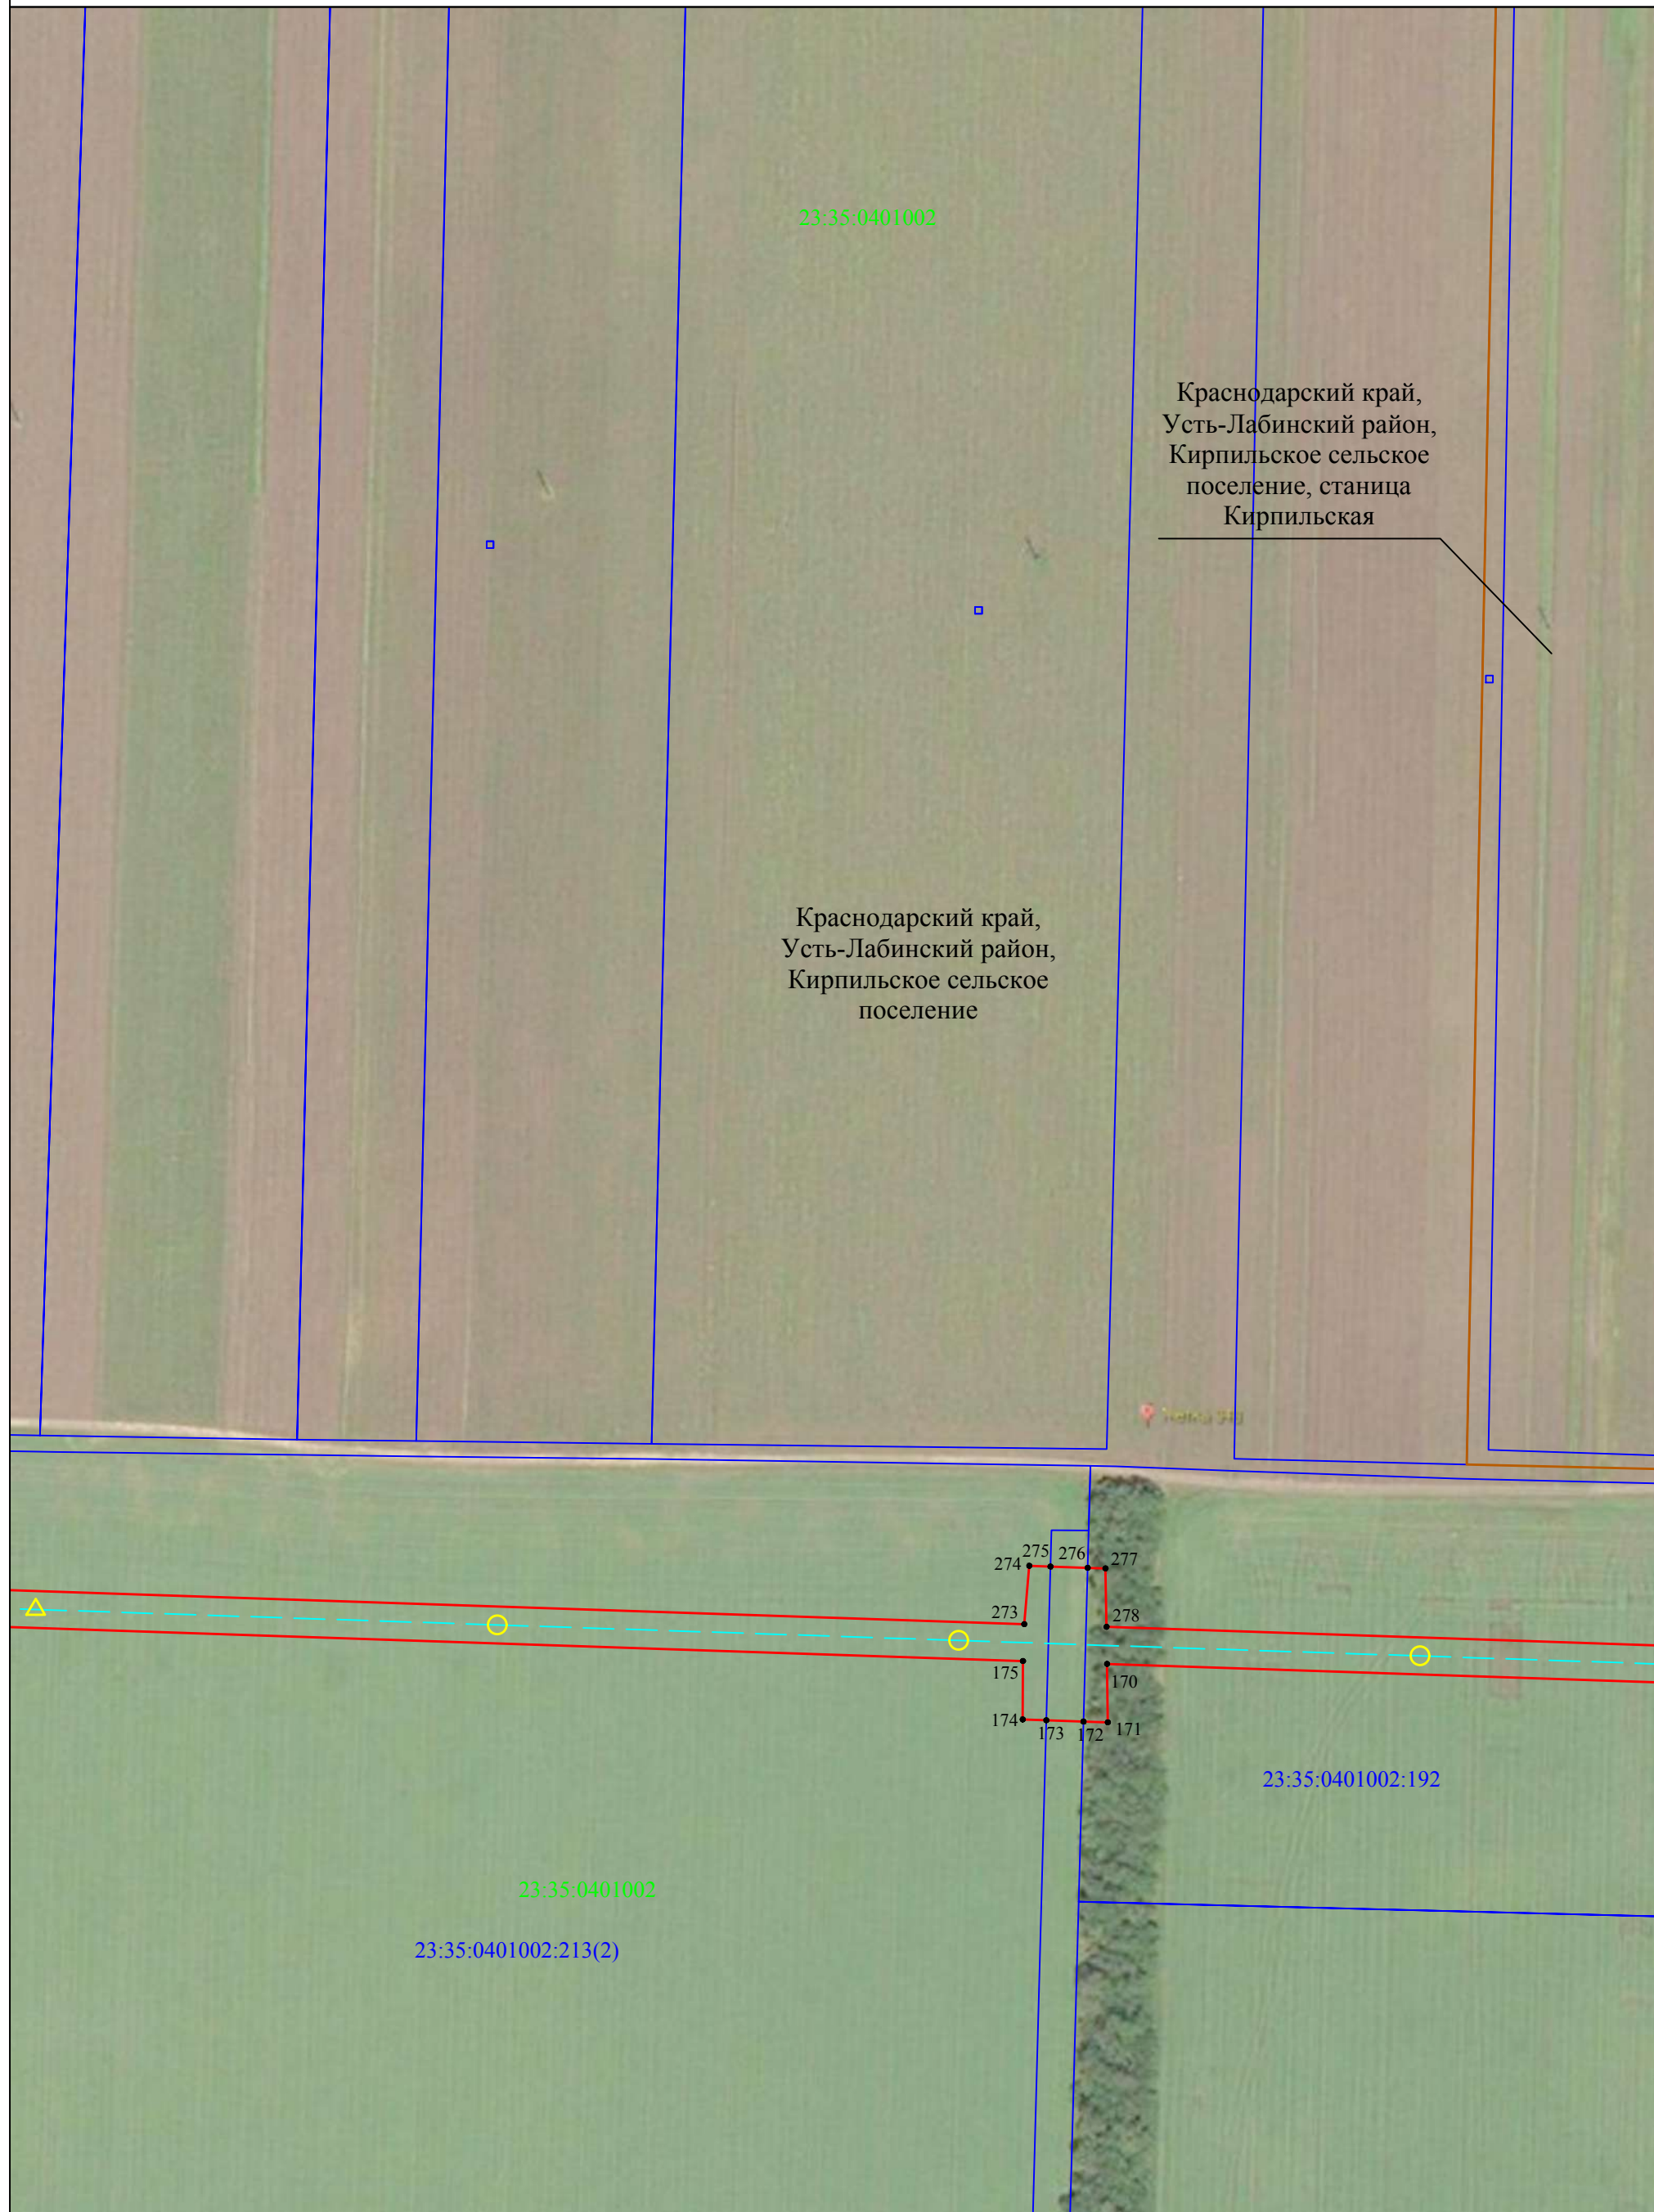 23:35:0401002
Краснодарский край,
Усть-Лабинский район,
Кирпильское сельское
поселение, станица
Кирпильская
Краснодарский край,
Усть-Лабинский район,
Кирпильское сельское
поселение
275
276
274
277
273
278
175
170
174
173
172
171
23:35:0401002:192
23:35:0401002
23:35:0401002:213(2)